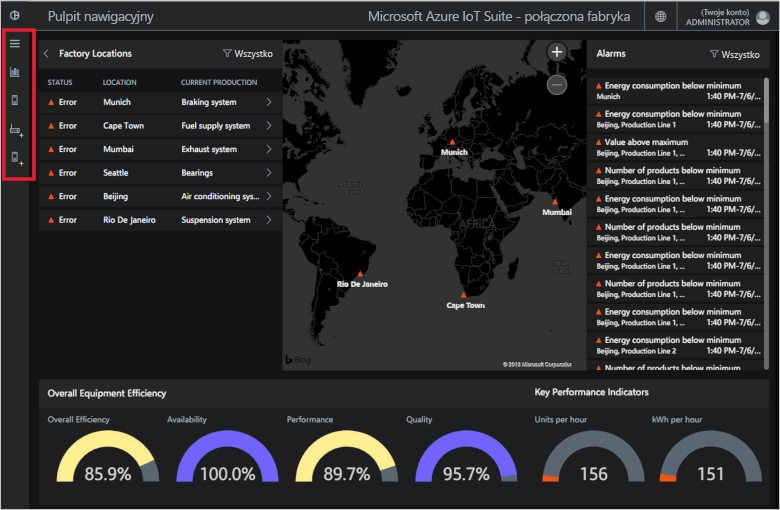 Pulpit nawigacyjny
Microsoft Azure IoT Suite - połączona fabryka
(Twoje konto)
ADMINISTRATOR
Factory Locations
Wszystko
STATUS LOCATION CURRENT PRODUCTION
Error Munich Braking system
Error Cape Town Fuel supply system
Error Mumbai Exhaust system
Error Seattle Bearings
Error Beijing Air conditioning sys...
Error Rio De Janeiro Suspension system
Munich
Mumbai
AFRICA
Rio De Janeiro
Cape Town
Bing
© 2018 Microsoft Corporation
Alarms
Wszystko
Energy consumption below minimum
Munich 1:40 PM-7/6/...
Energy consumption below minimum
Beijing, Production Line 1 1:40 PM-7/6/...
Value above maximum
Beijing, Production Line 1, ... 1:40 PM-7/6/...
Number of products below minimum
Beijing, Production Line 1, ... 1:40 PM-7/6/...
Energy consumption below minimum
Beijing, Production Line 1, ... 1:40 PM-7/6/...
Number of products below minimum
Beijing, Production Line 1, ... 1:40 PM-7/6/...
Energy consumption below minimum
Beijing, Production Line 1, ... 1:40 PM-7/6/...
Number of products below minimum
Beijing, Production Line 1, ... 1:40 PM-7/6/...
Energy consumption below minimum
Beijing, Production Line 1, ... 1:40 PM-7/6/...
Energy consumption below minimum
Beijing, Production Line 2 1:40 PM-7/6/...
Number of products below minimum
Overall Equipment Efficiency
Key Performance Indicators
Overall Efficiency Availability Performance Quality Units per hour kWh per hour
85.9% 100.0% 89.7% 95.7% 156 151